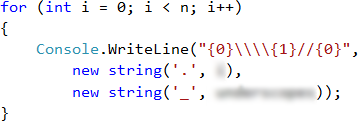 for (int i = 0; i < n; i++)
{
Console.WriteLine("{0}\\\\{1}//{0}",
new string('.', ),
new string('_', ));
}